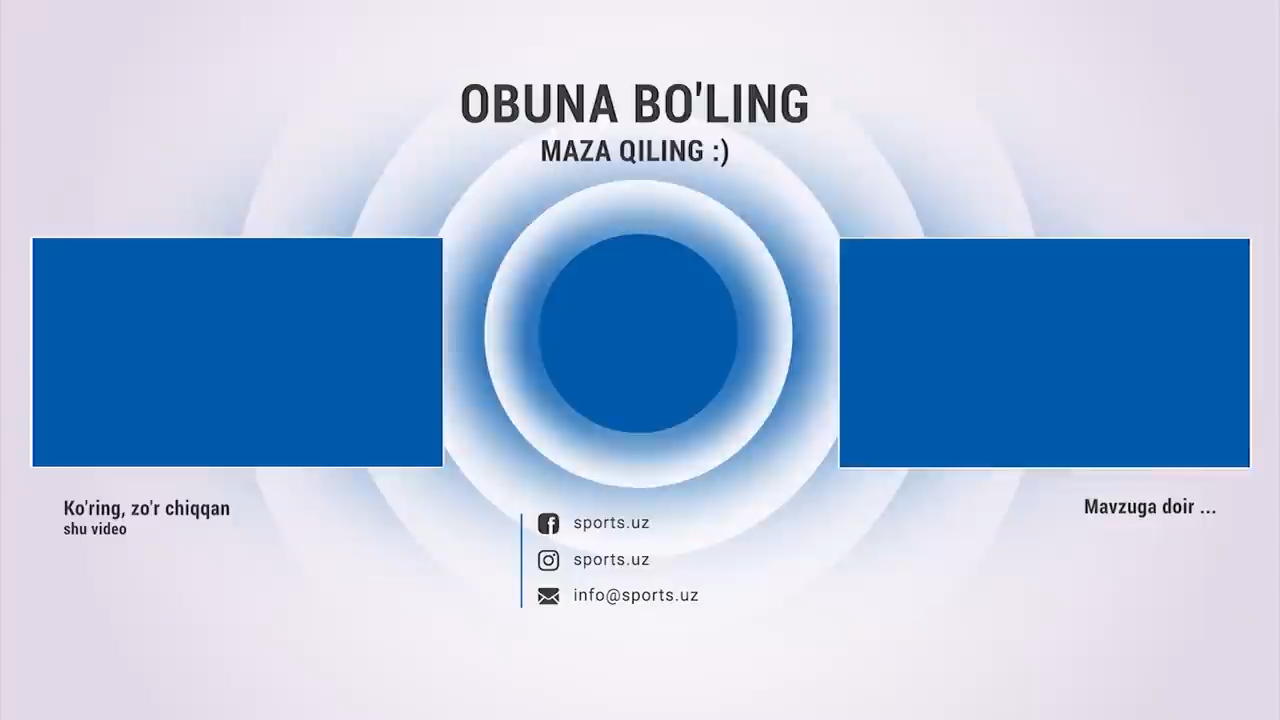 OBUNA BO'LING
MAZA QILING :)
Ko'ring, zo'r chiqqan
shu video
Mavzuga doir ...
sports.uz
sports.uz
info@sports.uz